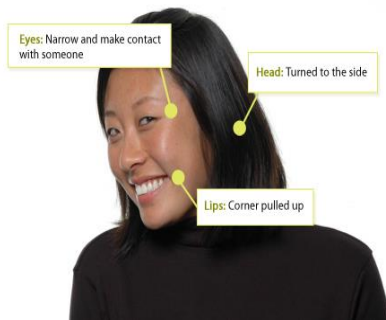 Eyes: Narrow and make contact
with someone
Head: Turned to the side
Lips: Corner pulled up